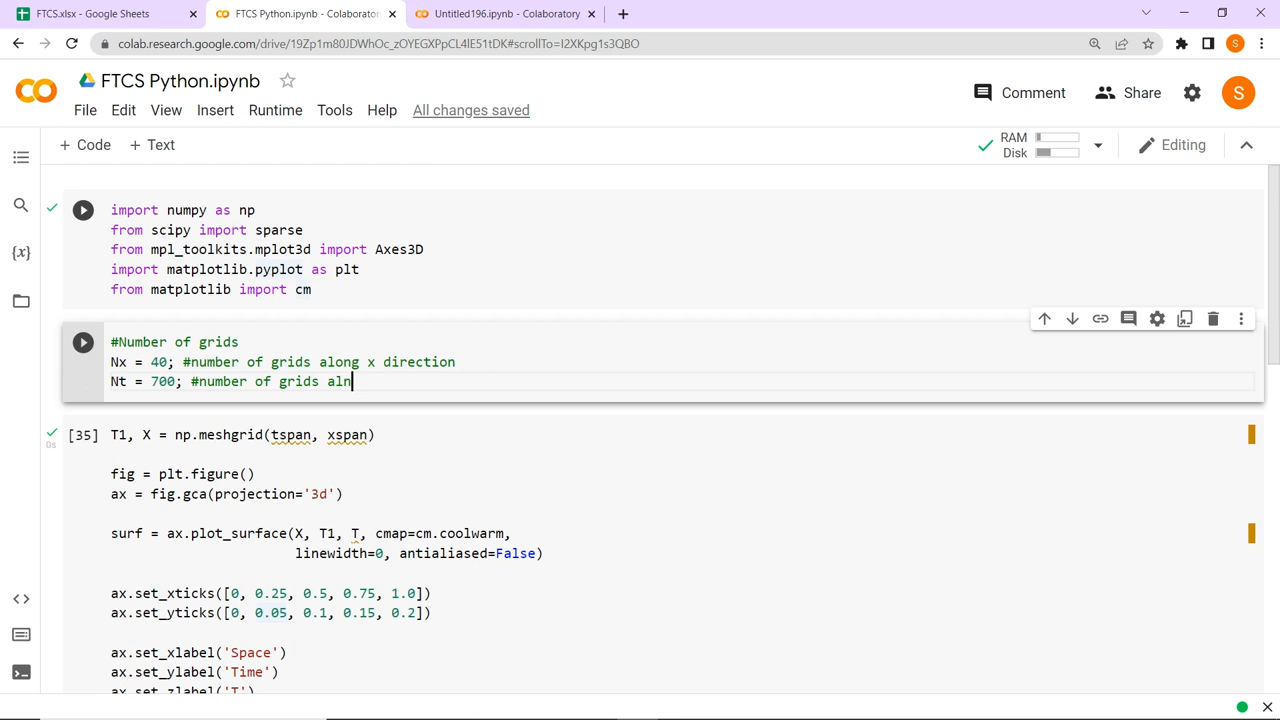 FTCS.xlsx - Google Sheets
FTCS Python.ipynb - Colaborator
Untitled196.ipynb - Colaboratory
colab.research.google.com/drive/19Zp1m80JDWhOc_zOYEGXPpCL4lE51tDK#scrollTo=I2XKpg1s3QBO
S
CO
FTCS Python.ipynb
File Edit View Insert Runtime Tools Help All changes saved
Comment
Share
S
+ Code + Text
RAM
Disk
Editing
import numpy as np
from scipy import sparse
from mpl_toolkits.mplot3d import Axes3D
import matplotlib.pyplot as plt
from matplotlib import cm
{x}
#Number of grids
Nx = 40; #number of grids along x direction
Nt = 700; #number of grids aln
[35]
0s
T1, X = np.meshgrid(tspan, xspan)
fig = plt.figure()
ax = fig.gca(projection='3d')
surf = ax.plot_surface(X, T1, T, cmap=cm.coolwarm,
linewidth=0, antialiased=False)
ax.set_xticks([0, 0.25, 0.5, 0.75, 1.0])
ax.set_yticks([0, 0.05, 0.1, 0.15, 0.2])
ax.set_xlabel('Space')
ax.set_ylabel('Time')
ax.set_zlabel('T')